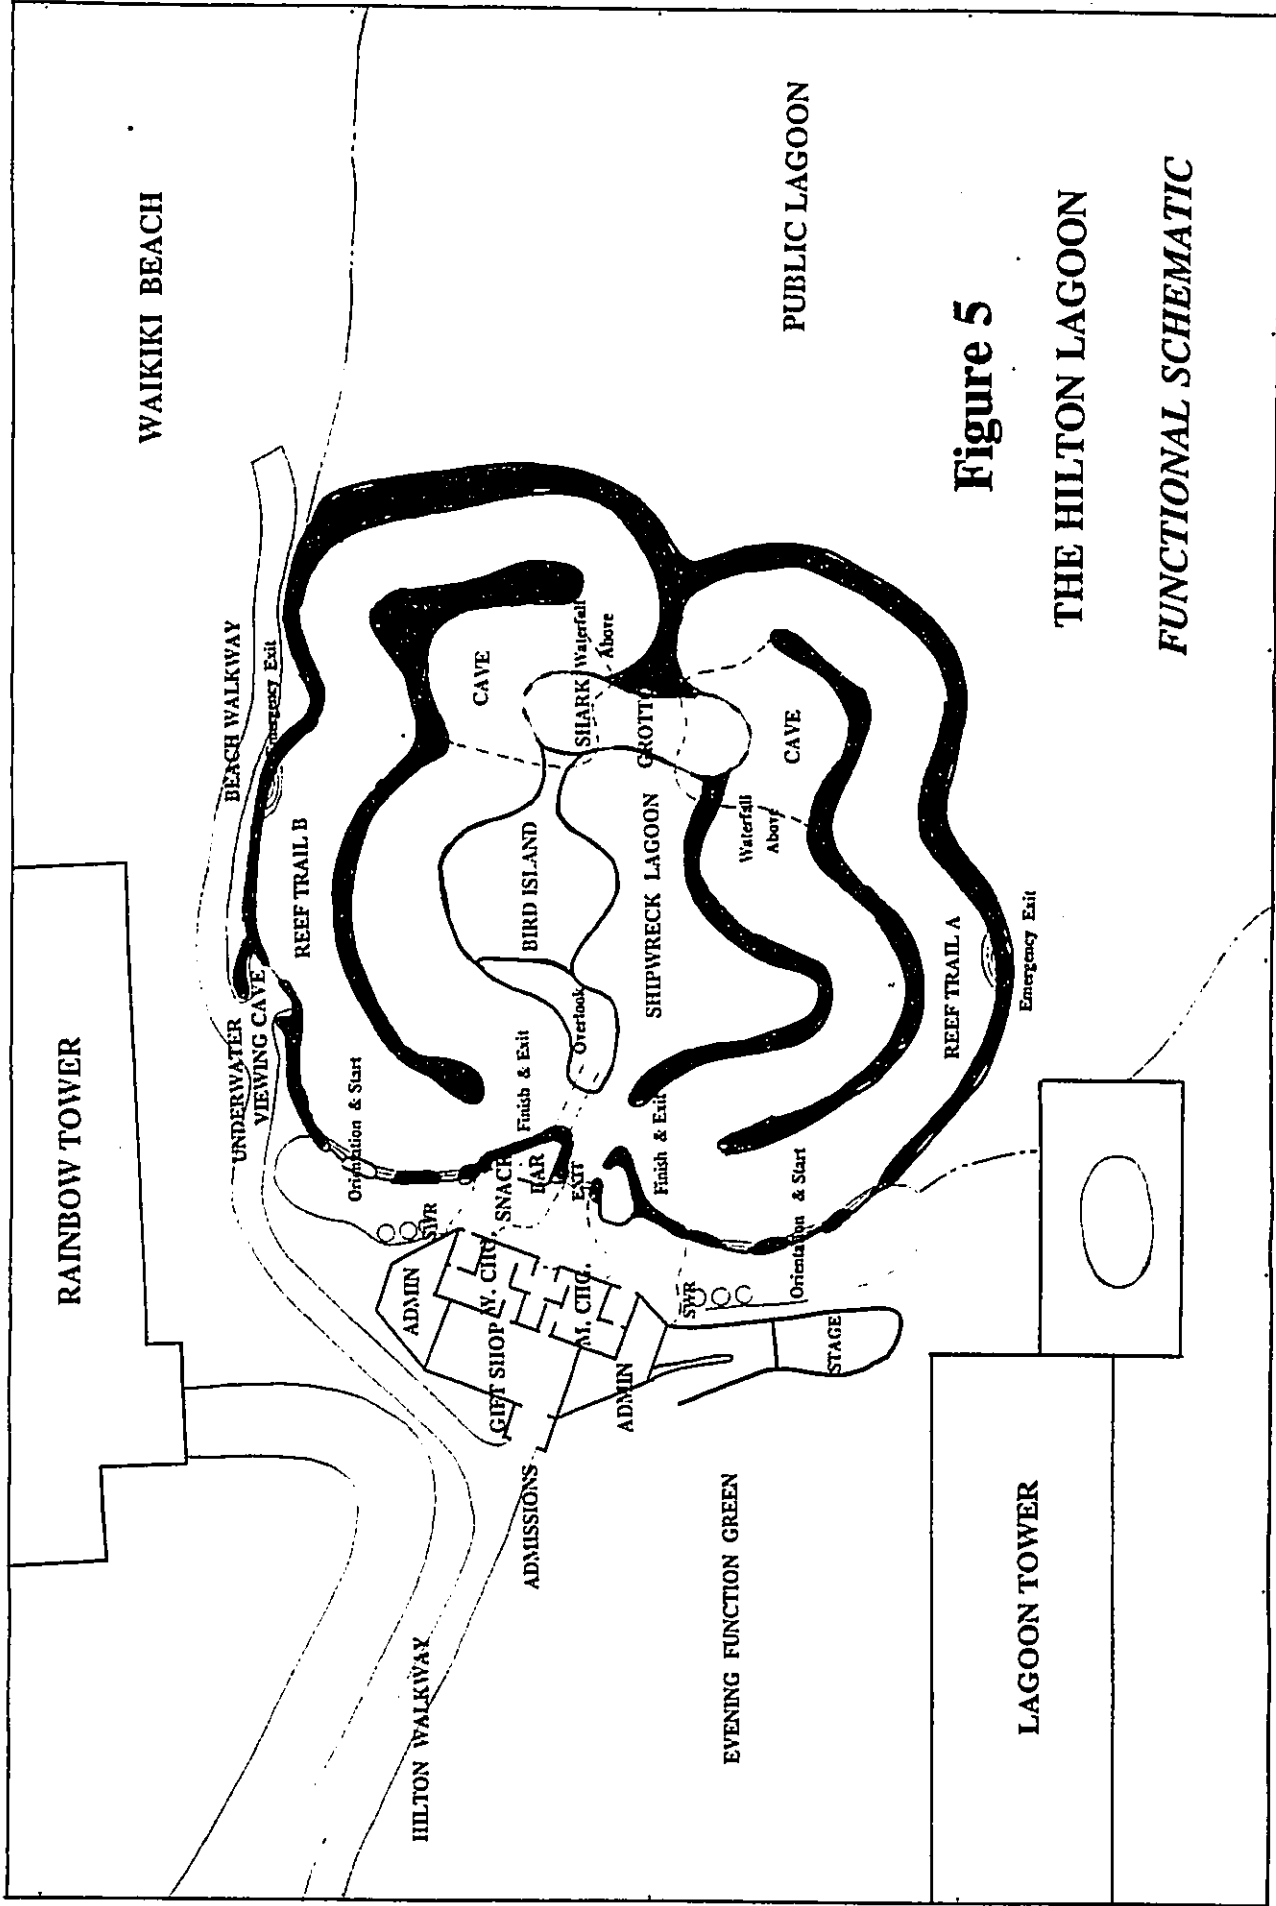 RAINBOW TOWER
WAIKIKI BEACH
BEACH WALKWAY
Emergency Exit
UNDERWATER
VIEWING CAVE
REEF TRAIL B
Orientation & Start
HILTON WALKWAY
ADMIN
SWR
CAVE
GIFT SHOP
W. CHG.
SNACK
BAR
Finish & Exit
BIRD ISLAND
ADMISSIONS
EXIT
Overlook
SHARK
GROTTO
Waterfall
Above
M. CHG.
ADMIN
SHIPWRECK LAGOON
Finish & Exit
SWR
Waterfall
Above
CAVE
PUBLIC LAGOON
EVENING FUNCTION GREEN
Orientation & Start
STAGE
REEF TRAIL A
Emergency Exit
LAGOON TOWER
Figure 5
THE HILTON LAGOON
FUNCTIONAL SCHEMATIC